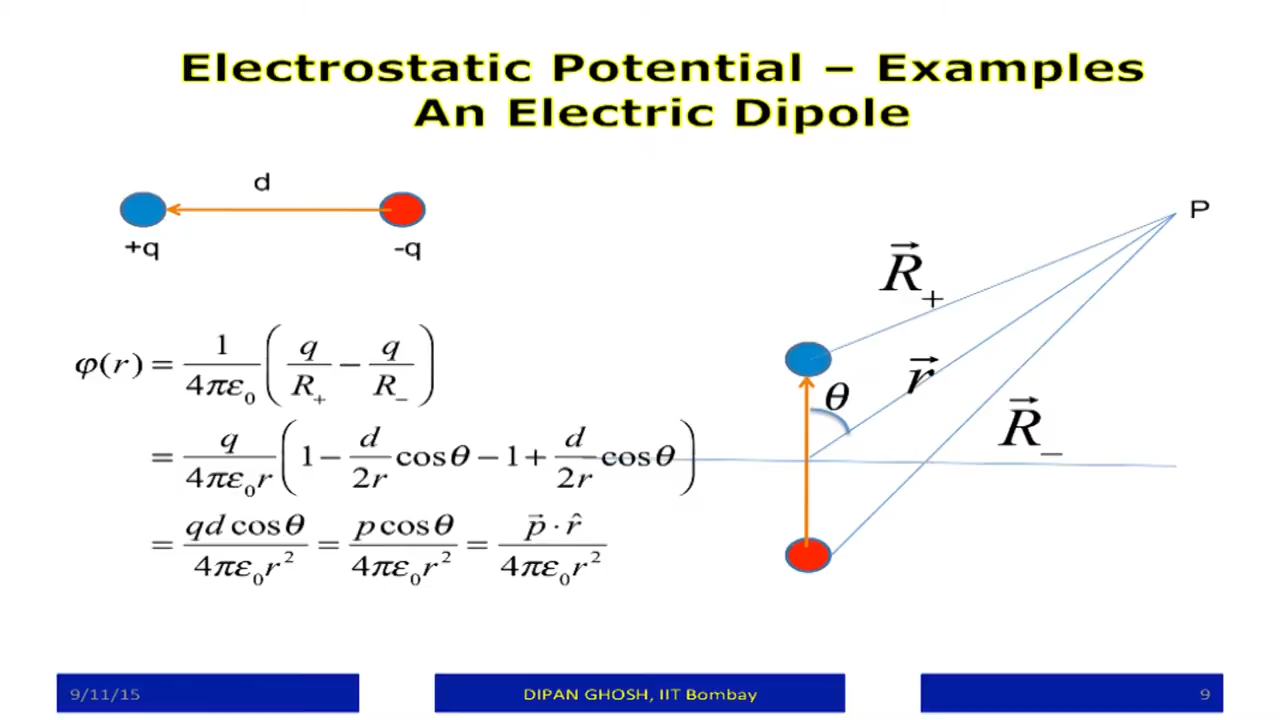 Electrostatic Potential – Examples
An Electric Dipole
d
+q
-q
P
R⃗₊
θ
r⃗
R⃗₋
φ(r) = 1/(4πε₀) (q/R₊ − q/R₋)
= q/(4πε₀r) (1 − d/(2r) cosθ − 1 + d/(2r) cosθ)
= qd cosθ/(4πε₀r²) = p cosθ/(4πε₀r²) = p⃗ · r̂/(4πε₀r²)
9/11/15
DIPAN GHOSH, IIT Bombay
9